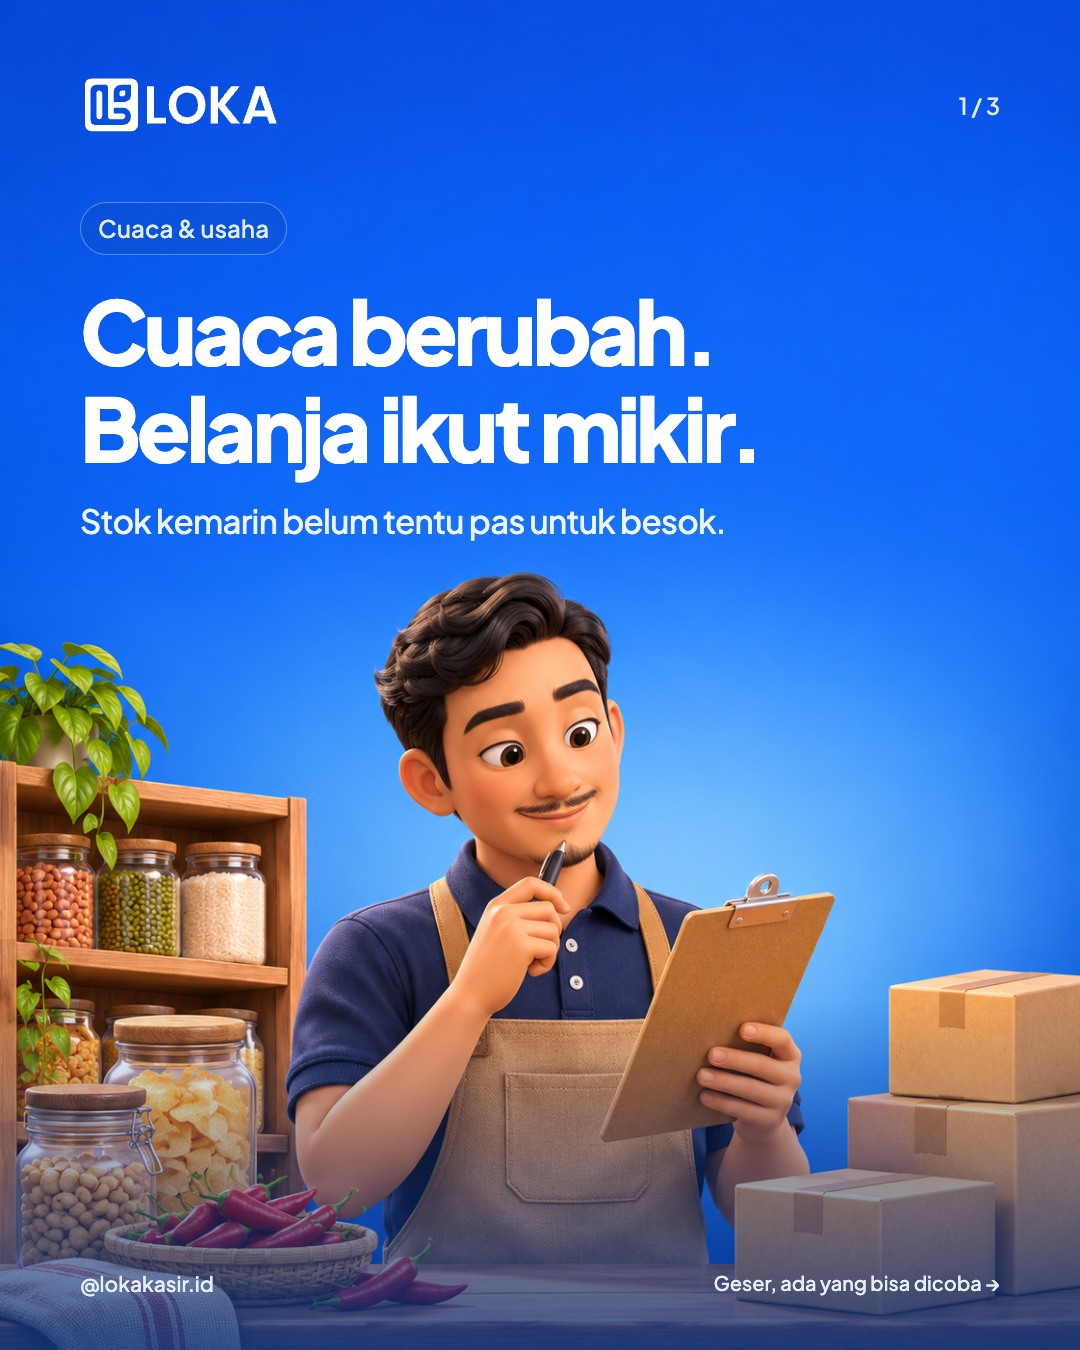 LOKA
1 / 3
Cuaca & usaha
Cuaca berubah.
Belanja ikut mikir.
Stok kemarin belum tentu pas untuk besok.
@lokakasir.id
Geser, ada yang bisa dicoba →